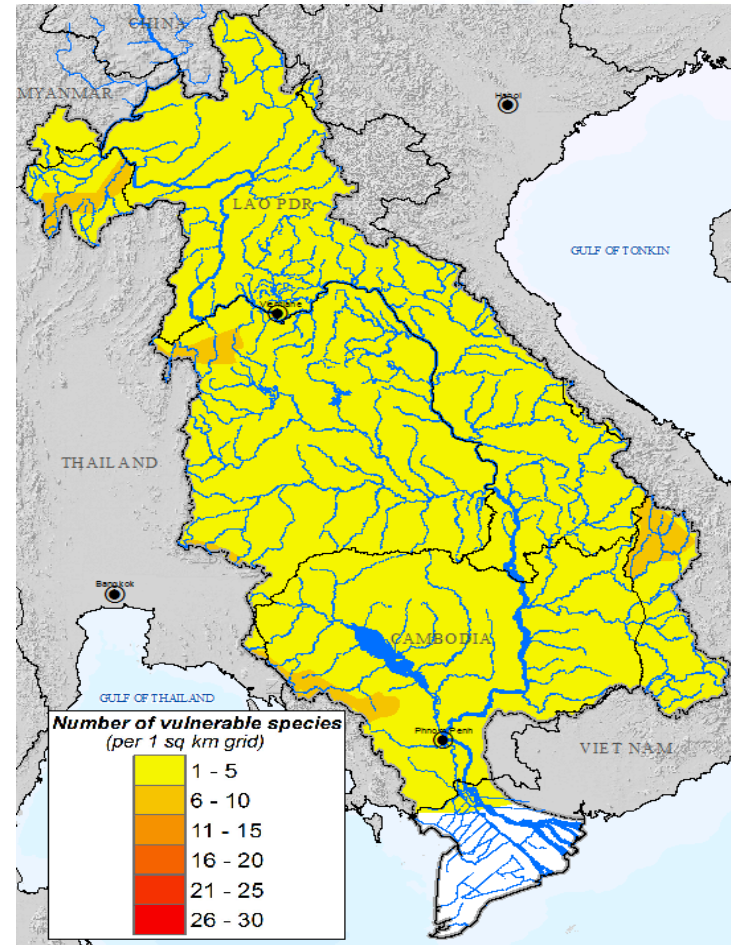 CHINA
MYANMAR
Hanoi
LAO PDR
GULF OF TONKIN
Vientiane
THAILAND
Bangkok
CAMBODIA
GULF OF THAILAND
Phnom Penh
VIET NAM
Number of vulnerable species
(per 1 sq km grid)
1 - 5
6 - 10
11 - 15
16 - 20
21 - 25
26 - 30